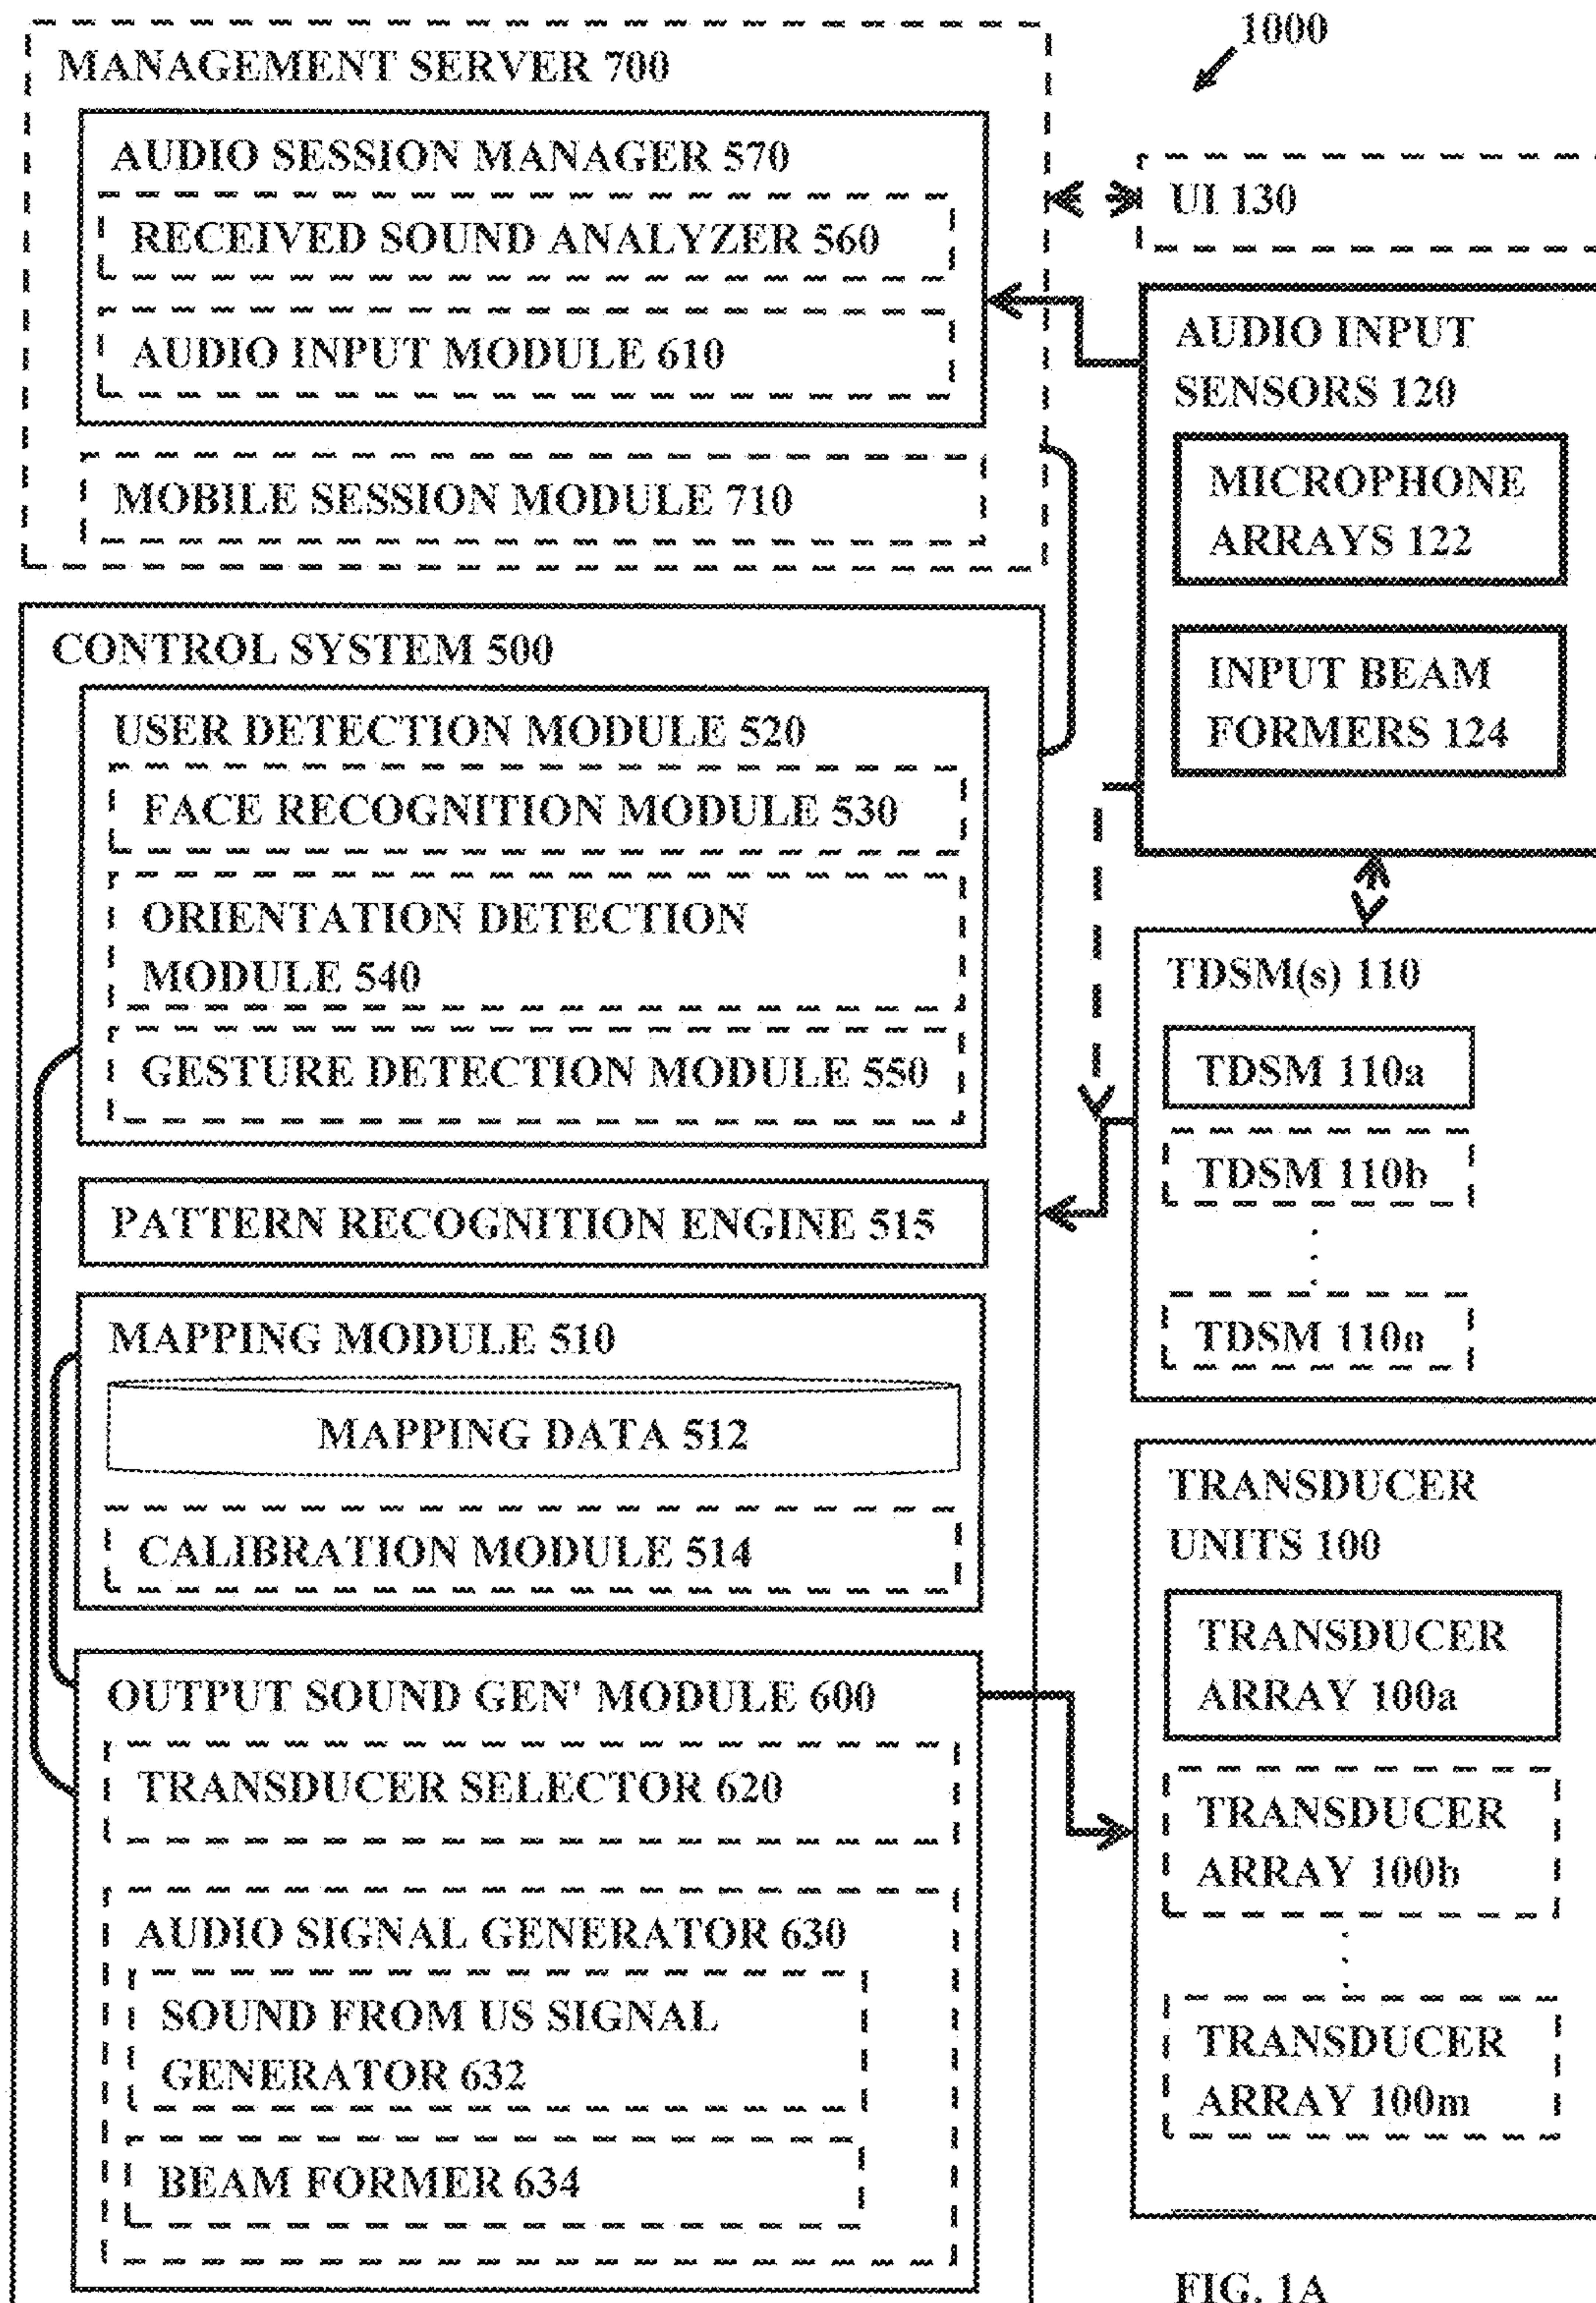 1000
MANAGEMENT SERVER 700
AUDIO SESSION MANAGER 570
RECEIVED SOUND ANALYZER 560
AUDIO INPUT MODULE 610
MOBILE SESSION MODULE 710
CONTROL SYSTEM 500
USER DETECTION MODULE 520
FACE RECOGNITION MODULE 530
ORIENTATION DETECTION
MODULE 540
GESTURE DETECTION MODULE 550
PATTERN RECOGNITION ENGINE 515
MAPPING MODULE 510
MAPPING DATA 512
CALIBRATION MODULE 514
OUTPUT SOUND GEN' MODULE 600
TRANSDUCER SELECTOR 620
AUDIO SIGNAL GENERATOR 630
SOUND FROM US SIGNAL
GENERATOR 632
BEAM FORMER 634
UI 130
AUDIO INPUT
SENSORS 120
MICROPHONE
ARRAYS 122
INPUT BEAM
FORMERS 124
TDSM(s) 110
TDSM 110a
TDSM 110b
TDSM 110n
TRANSDUCER
UNITS 100
TRANSDUCER
ARRAY 100a
TRANSDUCER
ARRAY 100b
TRANSDUCER
ARRAY 100m
FIG. 1A